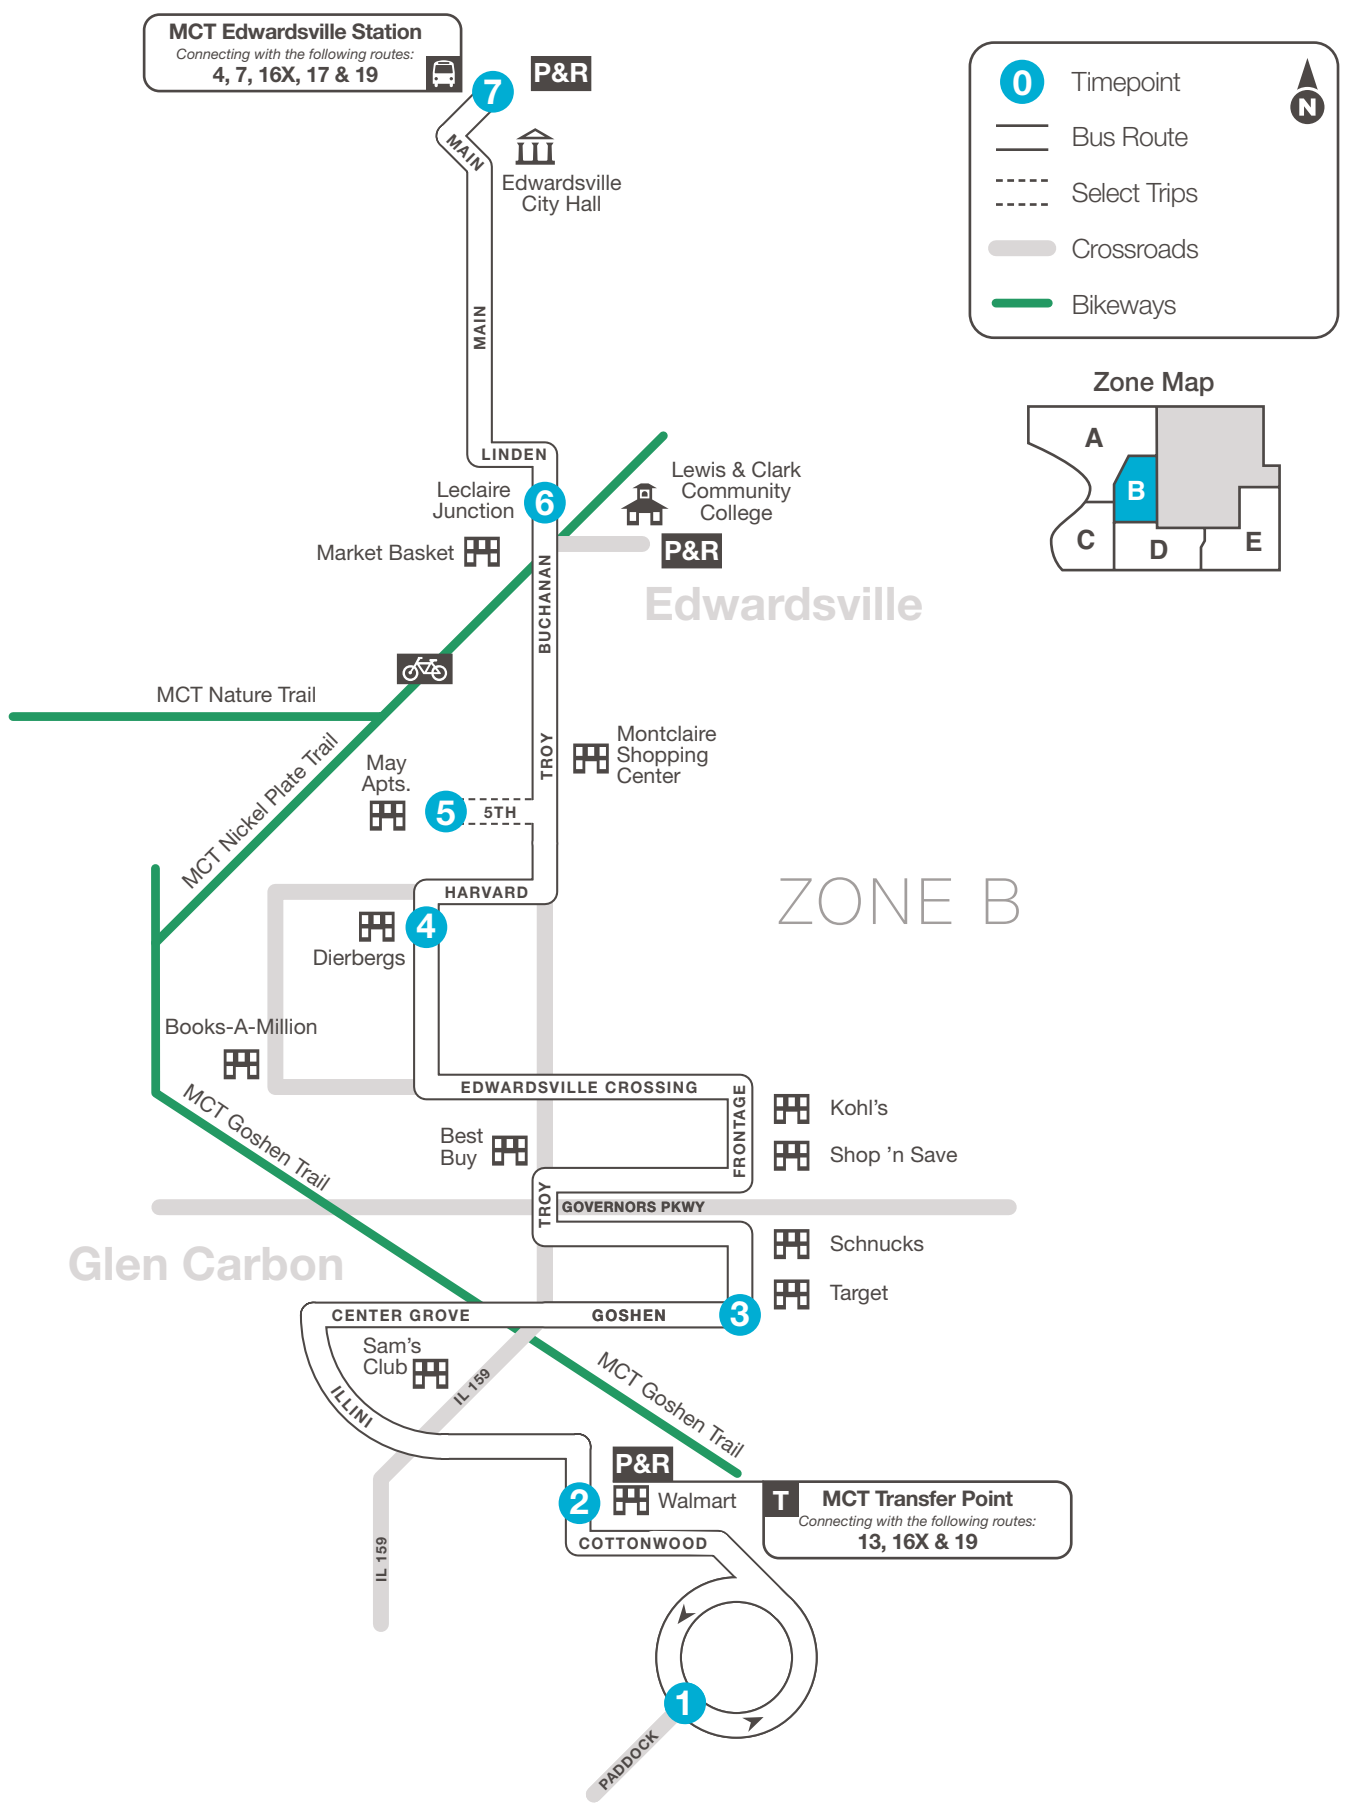 MCT Edwardsville Station
Connecting with the following routes:
4, 7, 16X, 17 & 19
7
P&R
MAIN
Edwardsville
City Hall
MAIN
LINDEN
Leclaire
Junction
6
Lewis & Clark
Community
College
Market Basket
P&R
BUCHANAN
Edwardsville
MCT Nature Trail
MCT Nickel Plate Trail
TROY
Montclaire
Shopping
Center
May
Apts.
5
5TH
HARVARD
4
Dierbergs
ZONE B
Books-A-Million
EDWARDSVILLE CROSSING
FRONTAGE
Kohl's
Shop 'n Save
MCT Goshen Trail
Best
Buy
TROY
GOVERNORS PKWY
Glen Carbon
Schnucks
Target
CENTER GROVE
GOSHEN
3
Sam's
Club
IL 159
ILLINI
MCT Goshen Trail
P&R
2
Walmart
T
MCT Transfer Point
Connecting with the following routes:
13, 16X & 19
COTTONWOOD
IL 159
1
PADDOCK
0
Timepoint
N
Bus Route
Select Trips
Crossroads
Bikeways
Zone Map
A
B
C
D
E